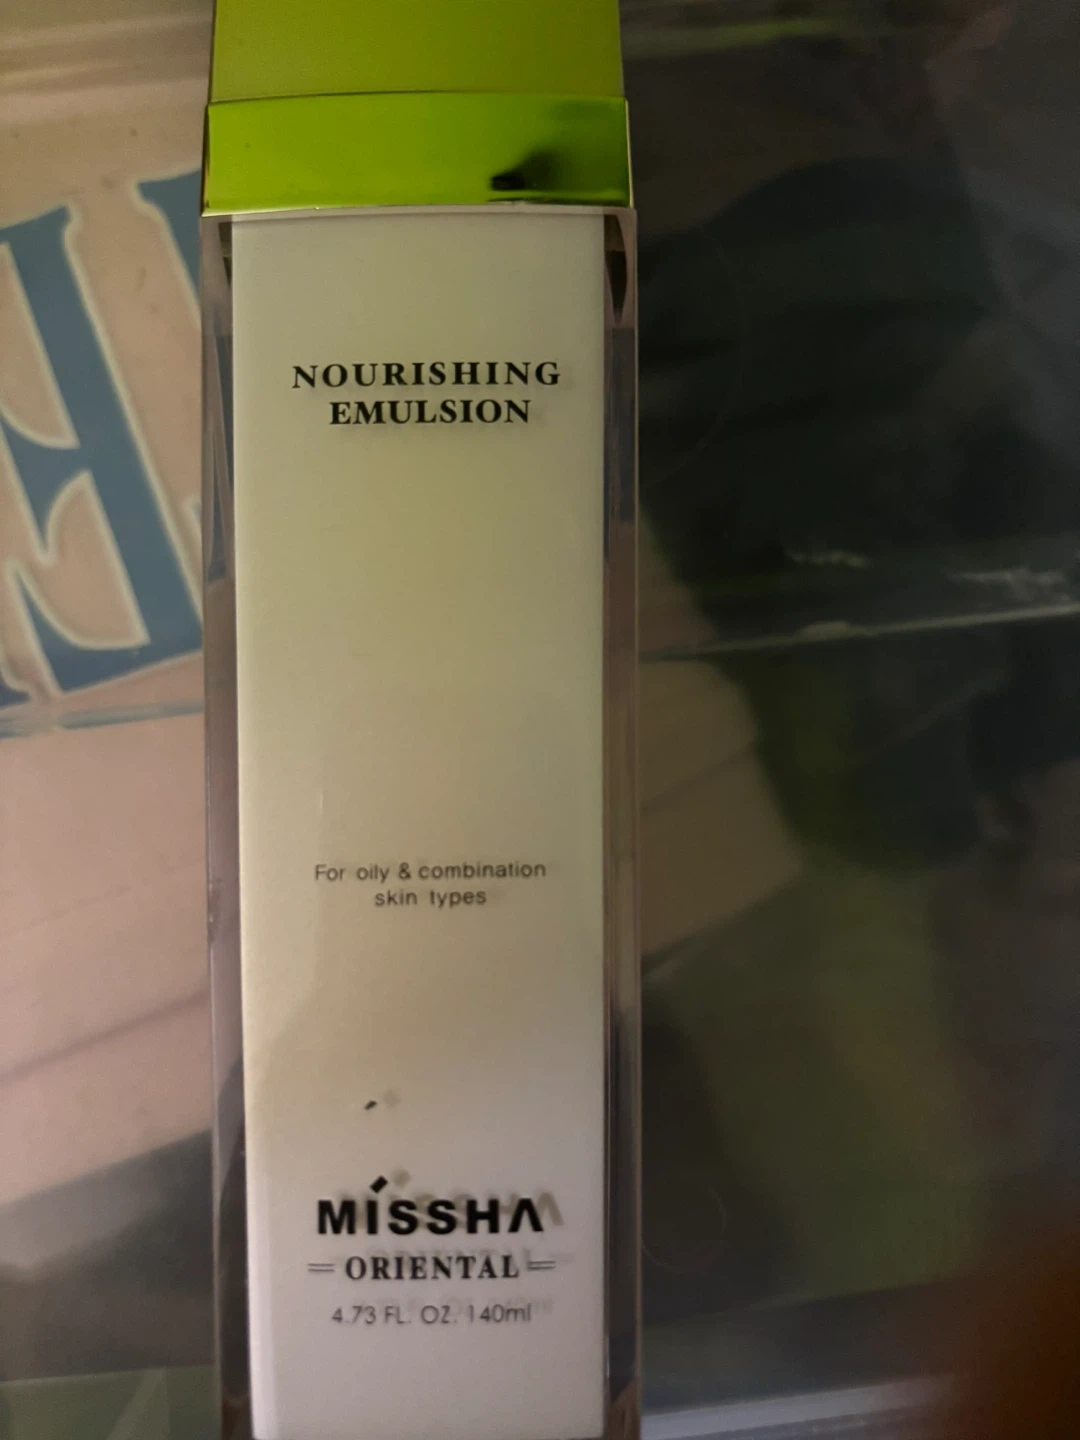 NOURISHING
EMULSION
For oily & combination
skin types
MISSHA
ORIENTAL
4.73 FL. OZ. 140ml